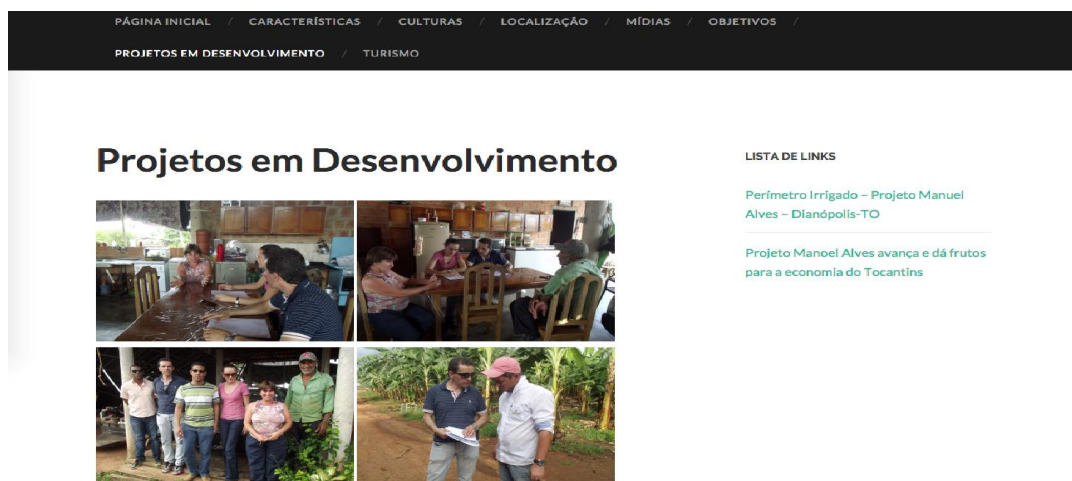 PÁGINA INICIAL / CARACTERÍSTICAS / CULTURAS / LOCALIZAÇÃO / MÍDIAS / OBJETIVOS /
PROJETOS EM DESENVOLVIMENTO / TURISMO
Projetos em Desenvolvimento
LISTA DE LINKS
Perímetro Irrigado – Projeto Manuel
Alves – Dianópolis-TO
Projeto Manoel Alves avança e dá frutos
para a economia do Tocantins